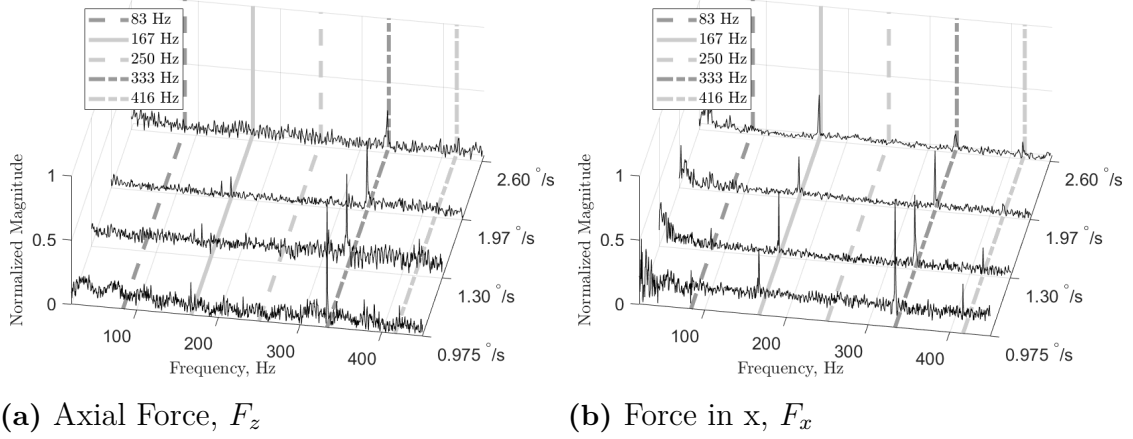 83 Hz
167 Hz
250 Hz
333 Hz
416 Hz
Normalized Magnitude
1
0.5
0
100
200
300
400
Frequency, Hz
2.60 °/s
1.97 °/s
1.30 °/s
0.975 °/s
(a) Axial Force, F_z
83 Hz
167 Hz
250 Hz
333 Hz
416 Hz
Normalized Magnitude
1
0.5
0
100
200
300
400
Frequency, Hz
2.60 °/s
1.97 °/s
1.30 °/s
0.975 °/s
(b) Force in x, F_x